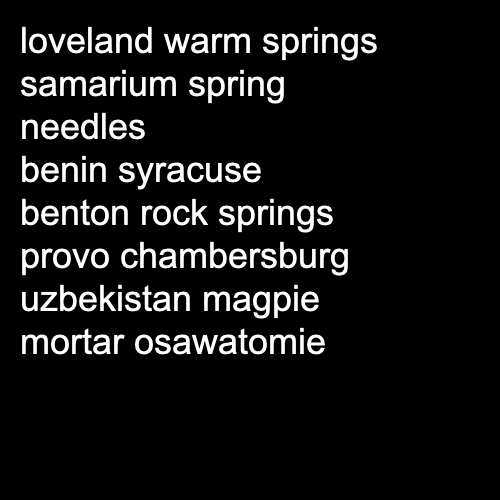 loveland warm springs
samarium spring
needles
benin syracuse
benton rock springs
provo chambersburg
uzbekistan magpie
mortar osawatomie